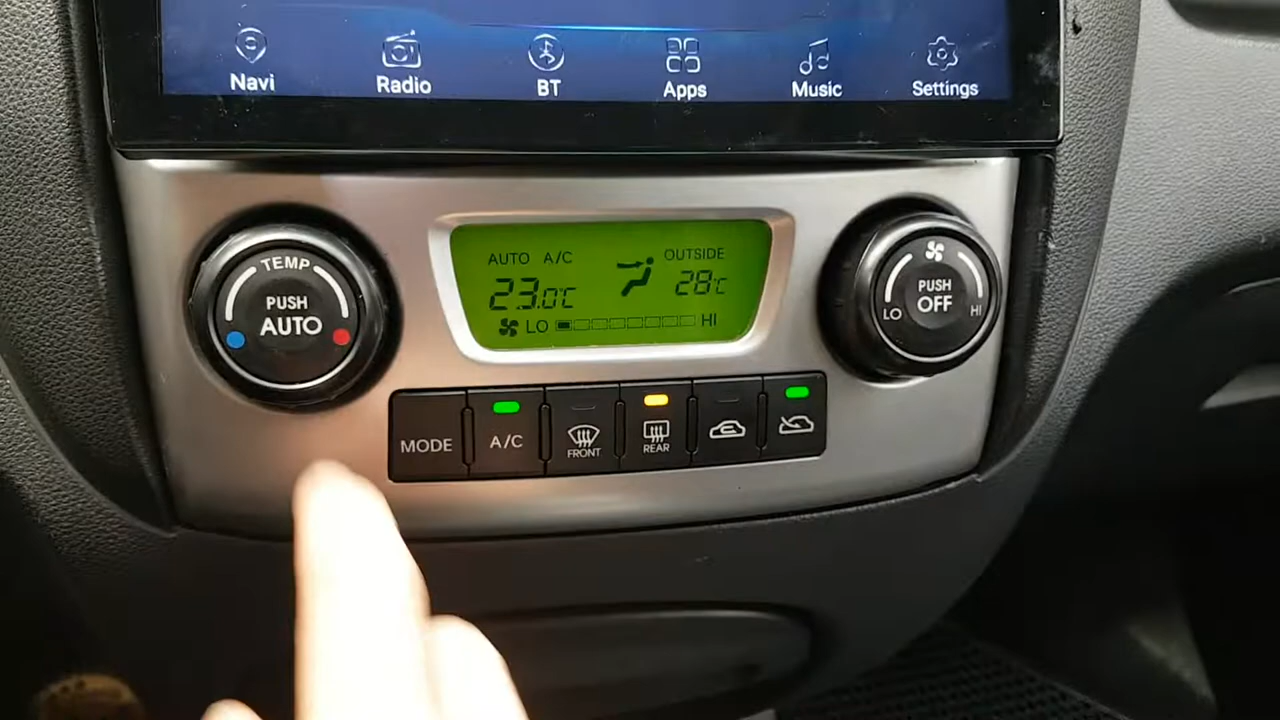 Navi Radio BT Apps Music Settings
TEMP
PUSH
AUTO
AUTO A/C OUTSIDE
23.0℃ 28℃
LO HI
PUSH
OFF
LO HI
MODE A/C FRONT REAR